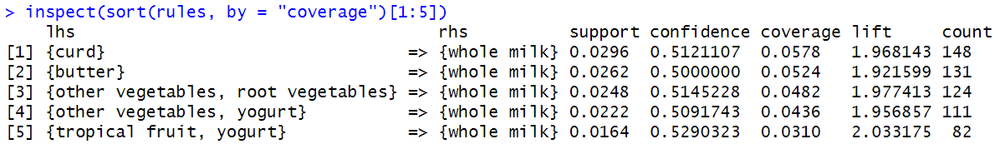 > inspect(sort(rules, by = "coverage")[1:5])
lhs rhs support confidence coverage lift count
[1] {curd} => {whole milk} 0.0296 0.5121107 0.0578 1.968143 148
[2] {butter} => {whole milk} 0.0262 0.5000000 0.0524 1.921599 131
[3] {other vegetables, root vegetables} => {whole milk} 0.0248 0.5145228 0.0482 1.977413 124
[4] {other vegetables, yogurt} => {whole milk} 0.0222 0.5091743 0.0436 1.956857 111
[5] {tropical fruit, yogurt} => {whole milk} 0.0164 0.5290323 0.0310 2.033175 82